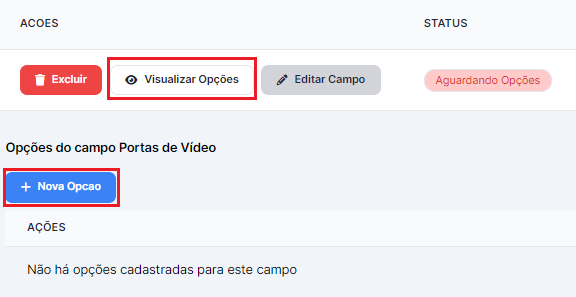 ACOES STATUS
Excluir Visualizar Opções Editar Campo Aguardando Opções
Opções do campo Portas de Vídeo
+ Nova Opcao
AÇÕES
Não há opções cadastradas para este campo